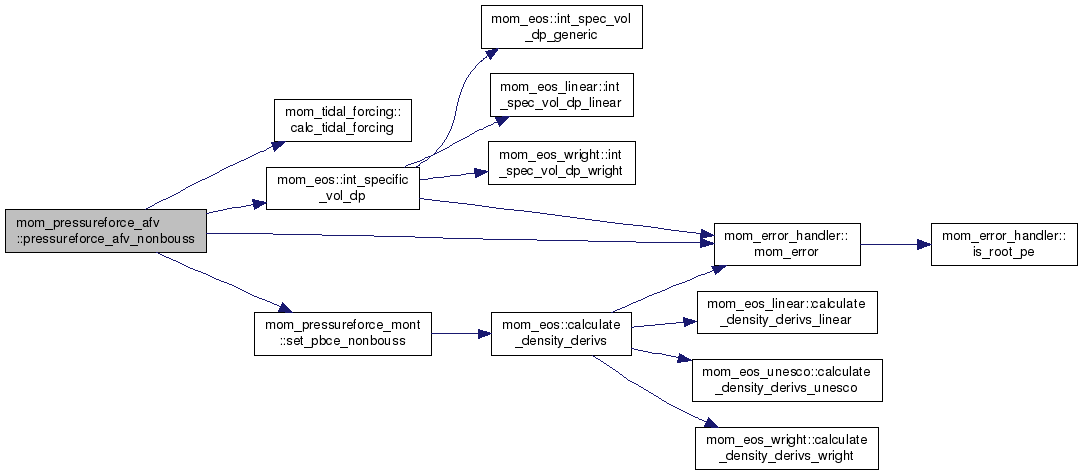 mom_eos::int_spec_vol
_dp_generic
mom_eos_linear::int
_spec_vol_dp_linear
mom_tidal_forcing::
calc_tidal_forcing
mom_eos_wright::int
_spec_vol_dp_wright
mom_eos::int_specific
_vol_dp
mom_pressureforce_afv
::pressureforce_afv_nonbouss
mom_error_handler::
mom_error
mom_error_handler::
is_root_pe
mom_pressureforce_mont
::set_pbce_nonbouss
mom_eos::calculate
_density_derivs
mom_eos_linear::calculate
_density_derivs_linear
mom_eos_unesco::calculate
_density_derivs_unesco
mom_eos_wright::calculate
_density_derivs_wright